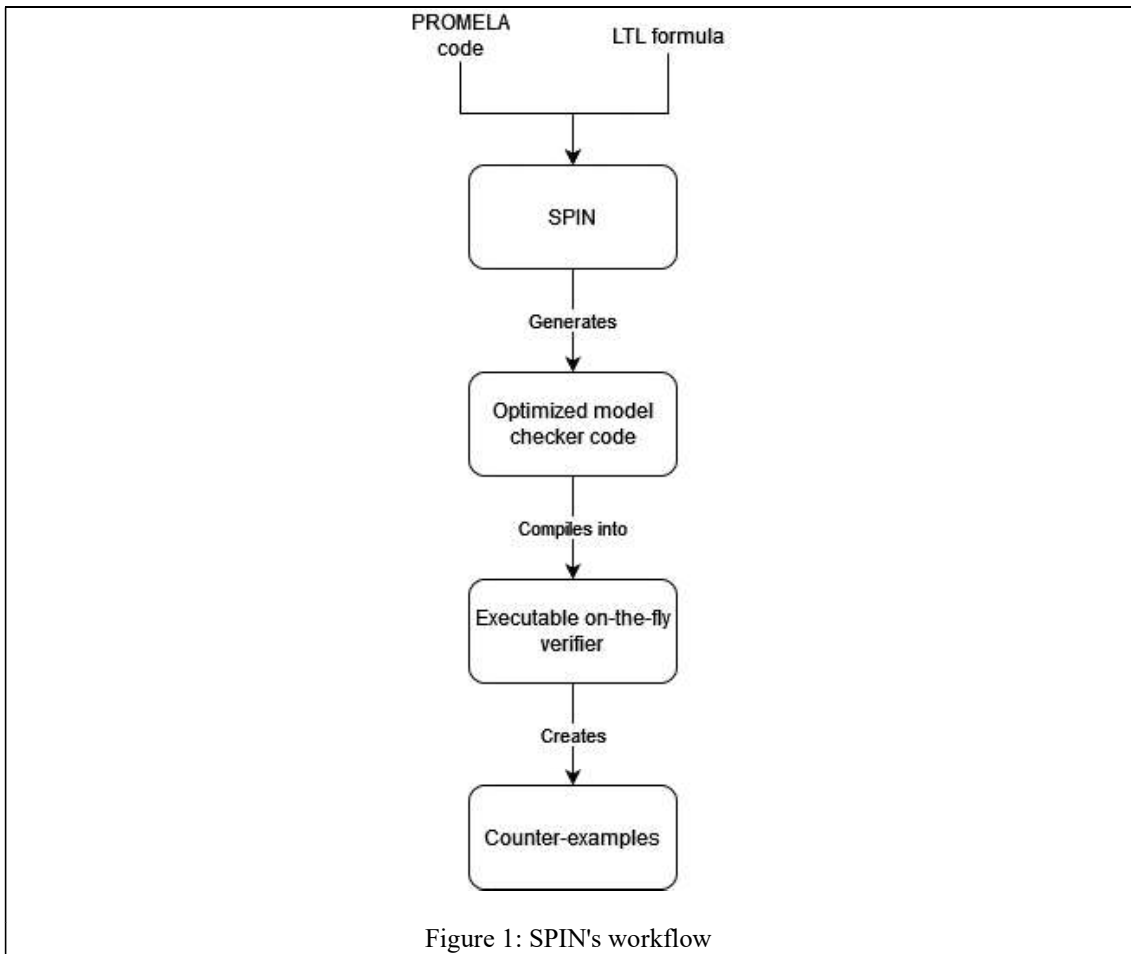 PROMELA
code
LTL formula
SPIN
Generates
Optimized model
checker code
Compiles into
Executable on-the-fly
verifier
Creates
Counter-examples
Figure 1: SPIN's workflow